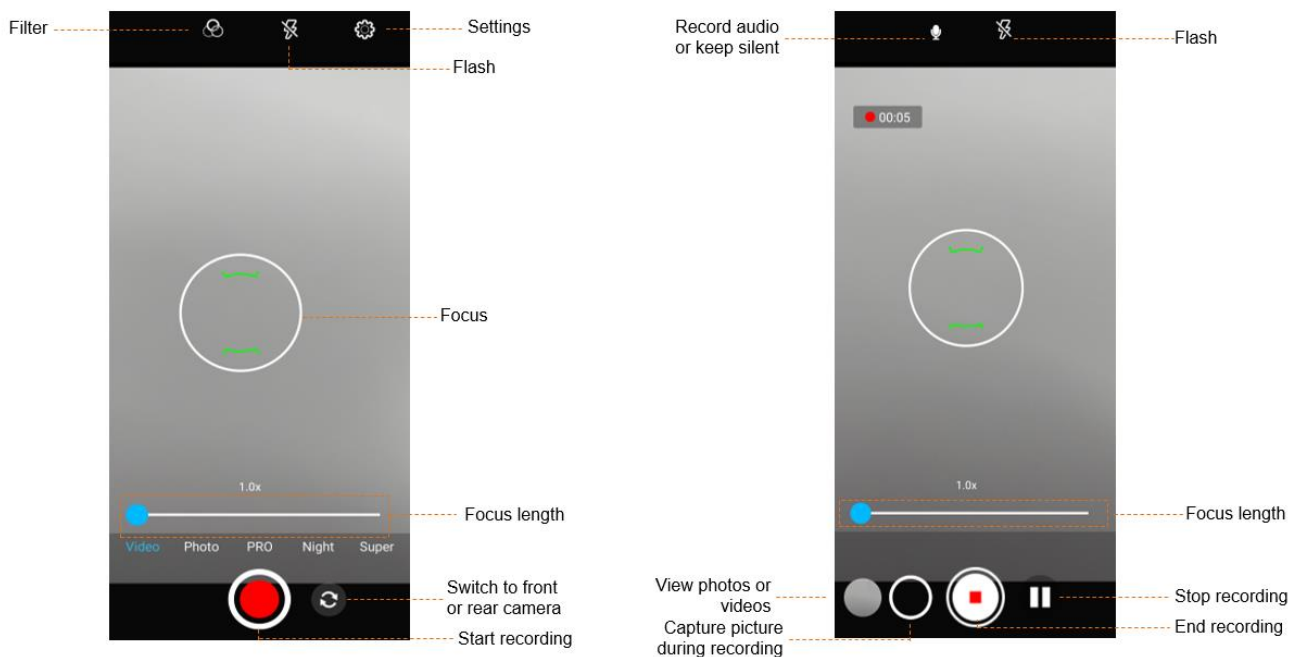 Filter
Settings
Flash
Focus
1.0x
Focus length
Video Photo PRO Night Super
Switch to front
or rear camera
Start recording
Record audio
or keep silent
Flash
00:05
1.0x
Focus length
View photos or
videos
Capture picture
during recording
Stop recording
End recording